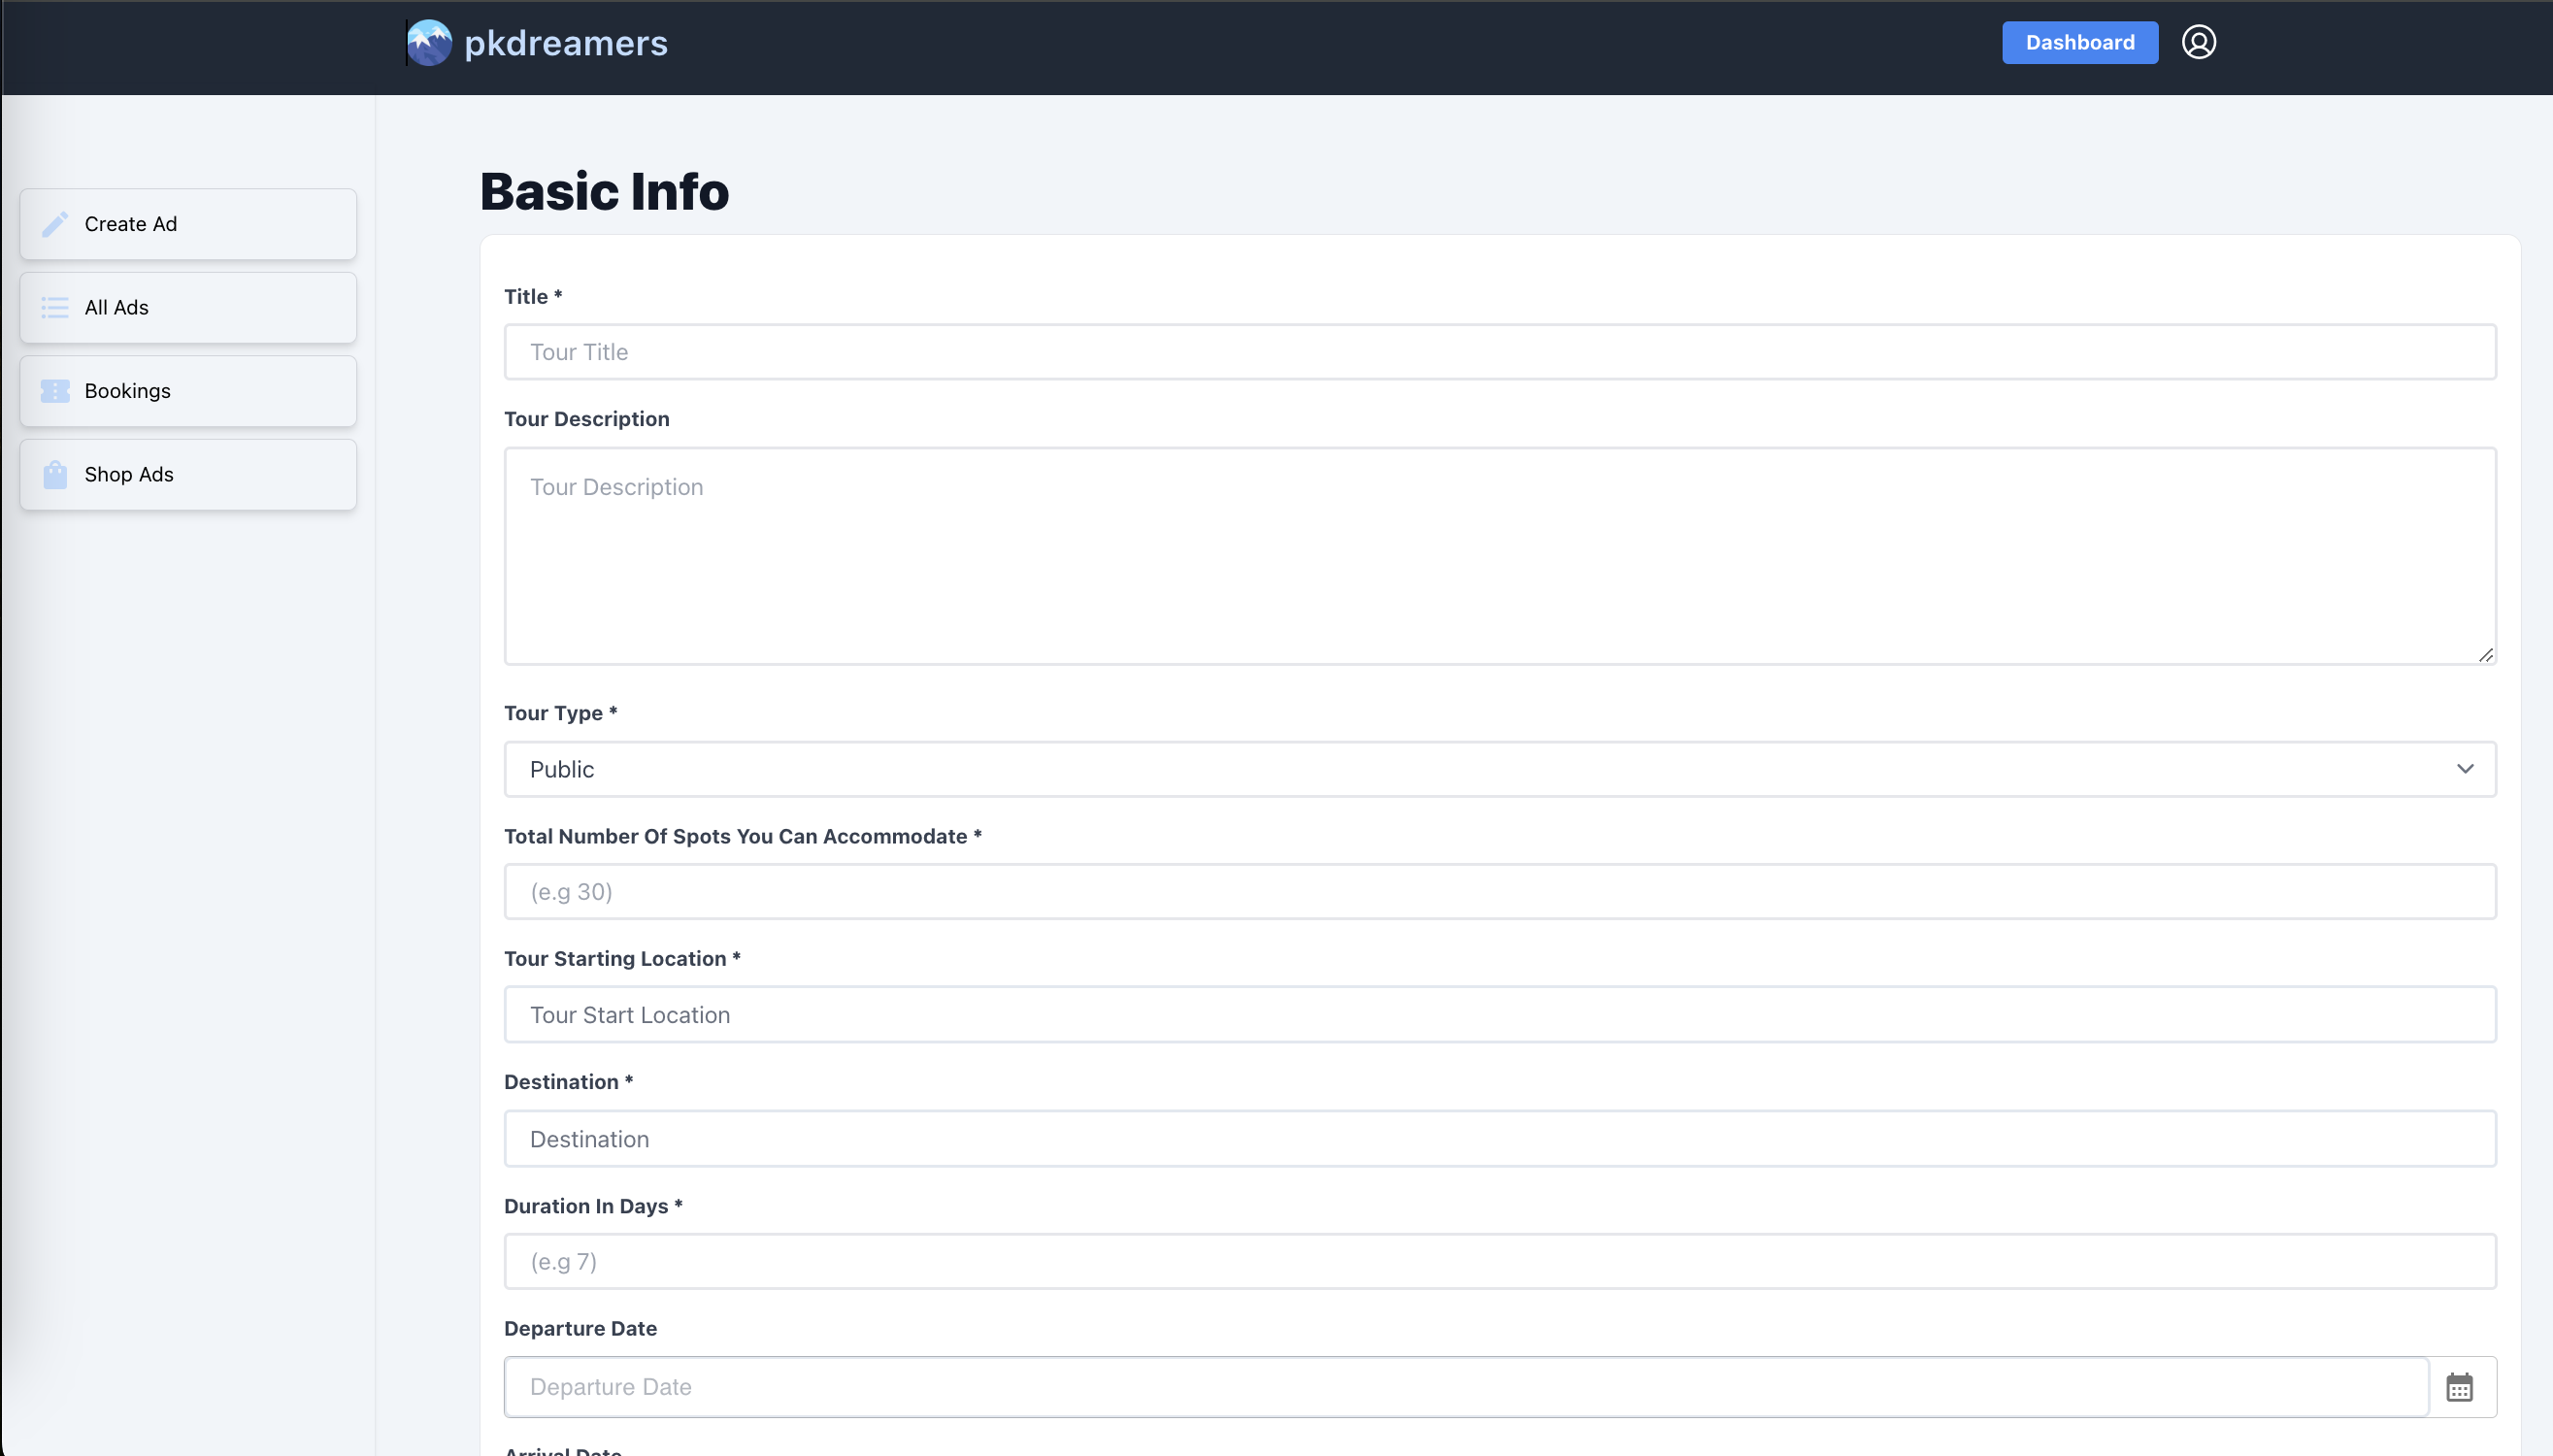 pkdreamers
Dashboard
Create Ad
All Ads
Bookings
Shop Ads
Basic Info
Title *
Tour Title
Tour Description
Tour Description
Tour Type *
Public
Total Number Of Spots You Can Accommodate *
(e.g 30)
Tour Starting Location *
Tour Start Location
Destination *
Destination
Duration In Days *
(e.g 7)
Departure Date
Departure Date
Arrival Date